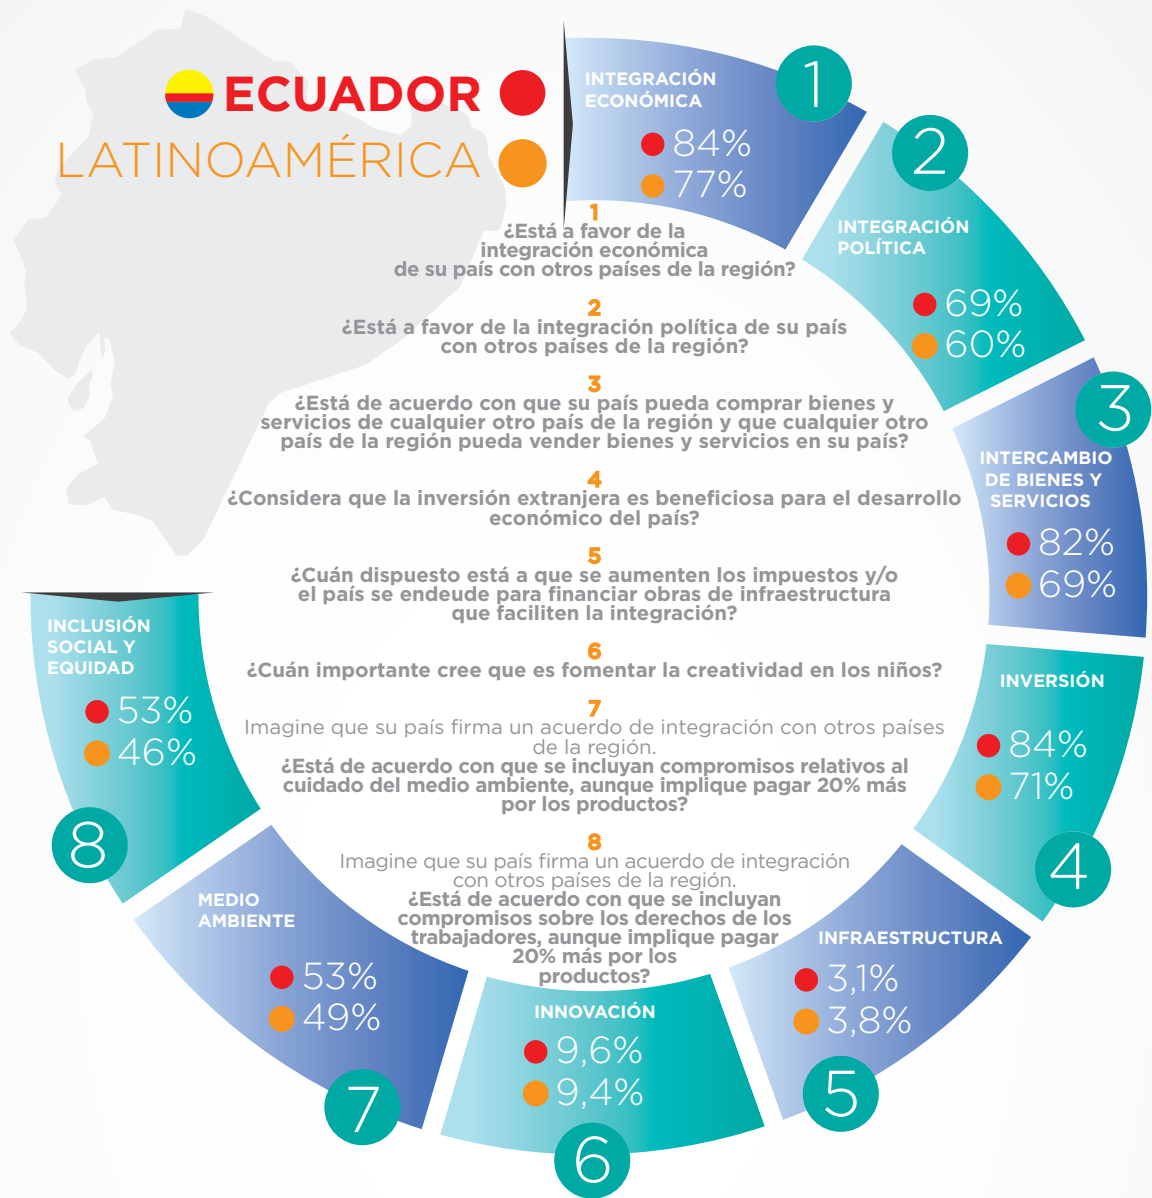 ECUADOR
LATINOAMÉRICA
INTEGRACIÓN
ECONÓMICA
84%
77%
1
2
INTEGRACIÓN
POLÍTICA
69%
60%
3
INTERCAMBIO
DE BIENES Y
SERVICIOS
82%
69%
INVERSIÓN
84%
71%
4
INFRAESTRUCTURA
3,1%
3,8%
5
INNOVACIÓN
9,6%
9,4%
6
MEDIO
AMBIENTE
53%
49%
7
INCLUSIÓN
SOCIAL Y
EQUIDAD
53%
46%
8
1
¿Está a favor de la
integración económica
de su país con otros países de la región?
2
¿Está a favor de la integración política de su país
con otros países de la región?
3
¿Está de acuerdo con que su país pueda comprar bienes y
servicios de cualquier otro país de la región y que cualquier otro
país de la región pueda vender bienes y servicios en su país?
4
¿Considera que la inversión extranjera es beneficiosa para el desarrollo
económico del país?
5
¿Cuán dispuesto está a que se aumenten los impuestos y/o
el país se endeude para financiar obras de infraestructura
que faciliten la integración?
6
¿Cuán importante cree que es fomentar la creatividad en los niños?
7
Imagine que su país firma un acuerdo de integración con otros países
de la región.
¿Está de acuerdo con que se incluyan compromisos relativos al
cuidado del medio ambiente, aunque implique pagar 20% más
por los productos?
8
Imagine que su país firma un acuerdo de integración
con otros países de la región.
¿Está de acuerdo con que se incluyan
compromisos sobre los derechos de los
trabajadores, aunque implique pagar
20% más por los
productos?